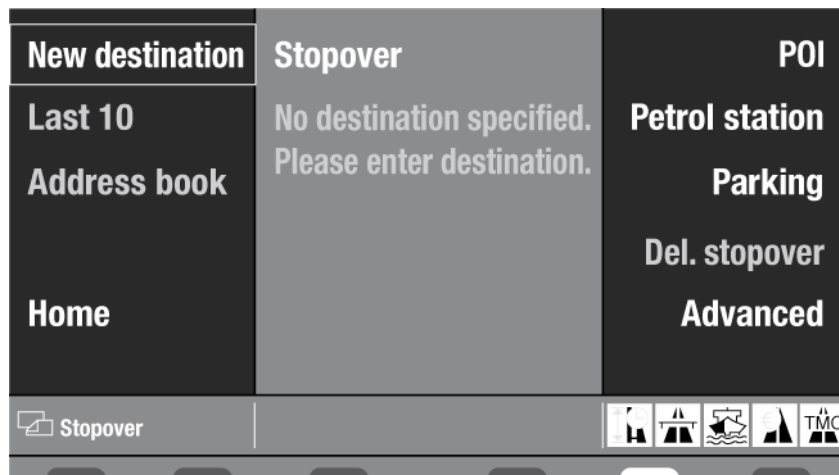 New destination
Last 10
Address book
Home
Stopover
No destination specified.
Please enter destination.
POI
Petrol station
Parking
Del. stopover
Advanced
Stopover
€
TMC